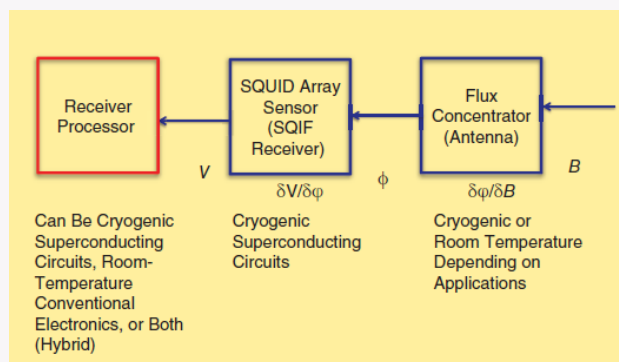 Receiver
Processor
SQUID Array
Sensor
(SQIF
Receiver)
Flux
Concentrator
(Antenna)
V
δV/δφ
ϕ
δφ/δB
B
Can Be Cryogenic
Superconducting
Circuits, Room-
Temperature
Conventional
Electronics, or Both
(Hybrid)
Cryogenic
Superconducting
Circuits
Cryogenic or
Room Temperature
Depending on
Applications